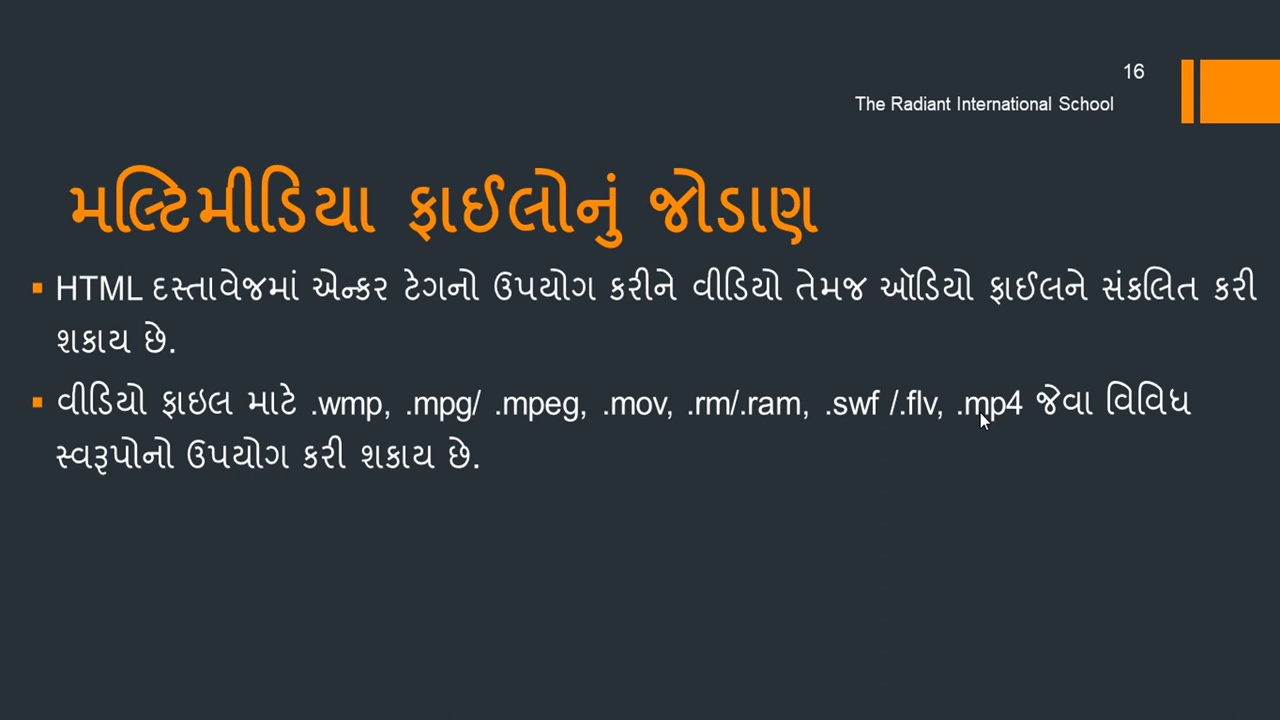 16
The Radiant International School
મલ્ટિમીડિયા ફાઈલોનું જોડાણ
▪ HTML દસ્તાવેજમાં એન્કર ટેગનો ઉપયોગ કરીને વીડિયો તેમજ ઑડિયો ફાઈલને સંકલિત કરી
શકાય છે.
▪ વીડિયો ફાઇલ માટે .wmp, .mpg/ .mpeg, .mov, .rm/.ram, .swf /.flv, .mp4 જેવા વિવિધ
સ્વરૂપોનો ઉપયોગ કરી શકાય છે.